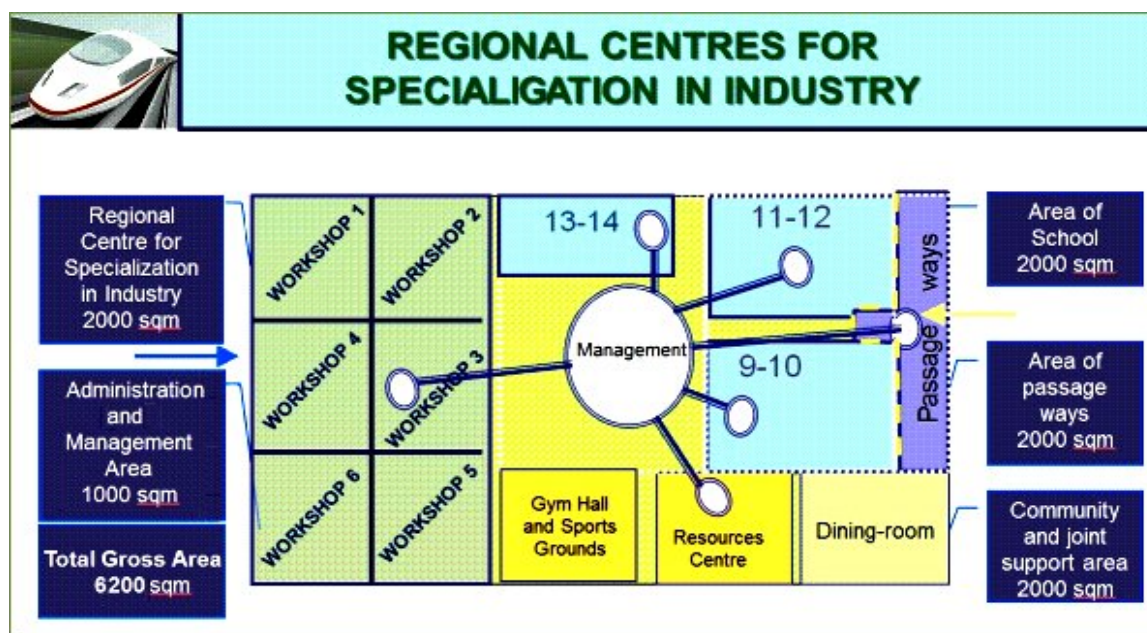 REGIONAL CENTRES FOR
SPECIALIGATION IN INDUSTRY
Regional
Centre for
Specialization
in Industry
2000 sqm
Administration
and
Management
Area
1000 sqm
Total Gross Area
6200 sqm
WORKSHOP 1
WORKSHOP 2
WORKSHOP 4
WORKSHOP 3
WORKSHOP 6
WORKSHOP 5
13-14
11-12
Management
9-10
Passage ways
Gym Hall
and Sports
Grounds
Resources
Centre
Dining-room
Area of
School
2000 sqm
Area of
passage
ways
2000 sqm
Community
and joint
support area
2000 sqm